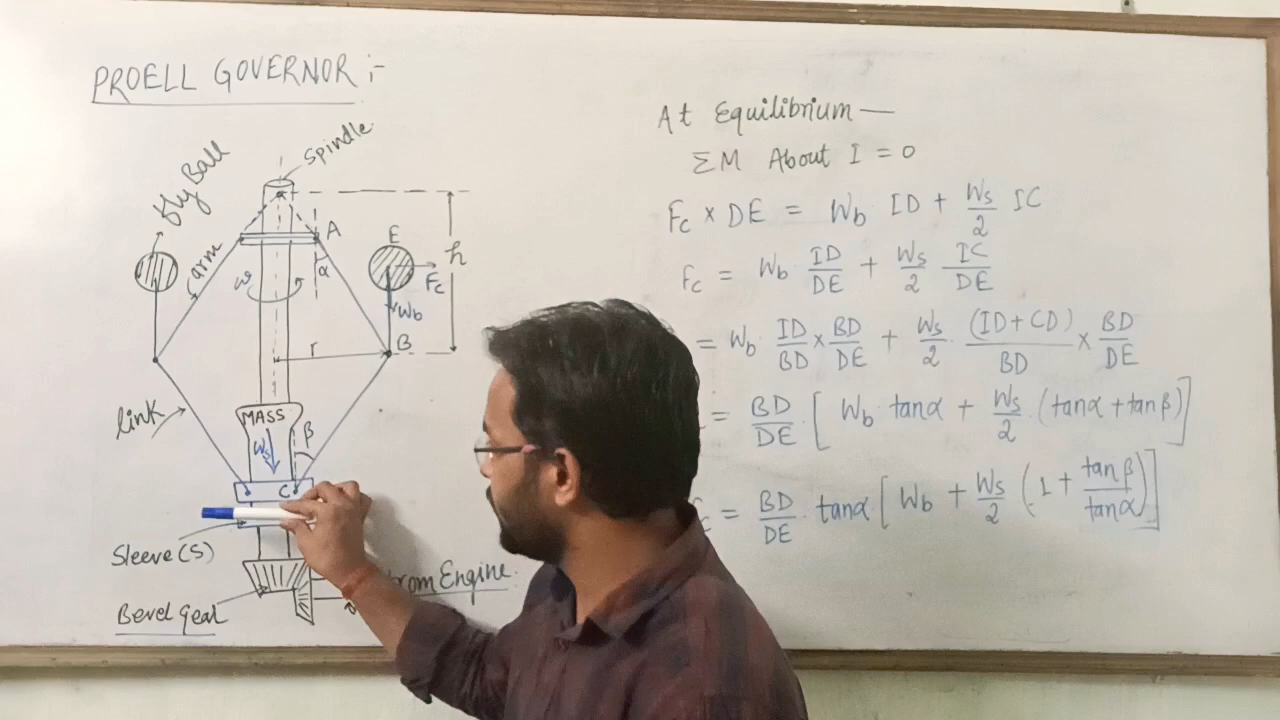 PROELL GOVERNOR :-
Spindle
fly Ball
A
E
arm
α
h
ω
Fc
Wb
r
B
link
MASS
Ws
β
C
Sleeve (S)
Bevel Gear
from Engine.
At Equilibrium —
ΣM About I = 0
Fc × DE = Wb ID + Ws/2 IC
Fc = Wb ID/DE + Ws/2 IC/DE
= Wb ID/BD × BD/DE + Ws/2 · (ID+CD)/BD × BD/DE
= BD/DE · [ Wb · tanα + Ws/2 · (tanα + tanβ) ]
= BD/DE · tanα [ Wb + Ws/2 ( 1 + tanβ/tanα ) ]